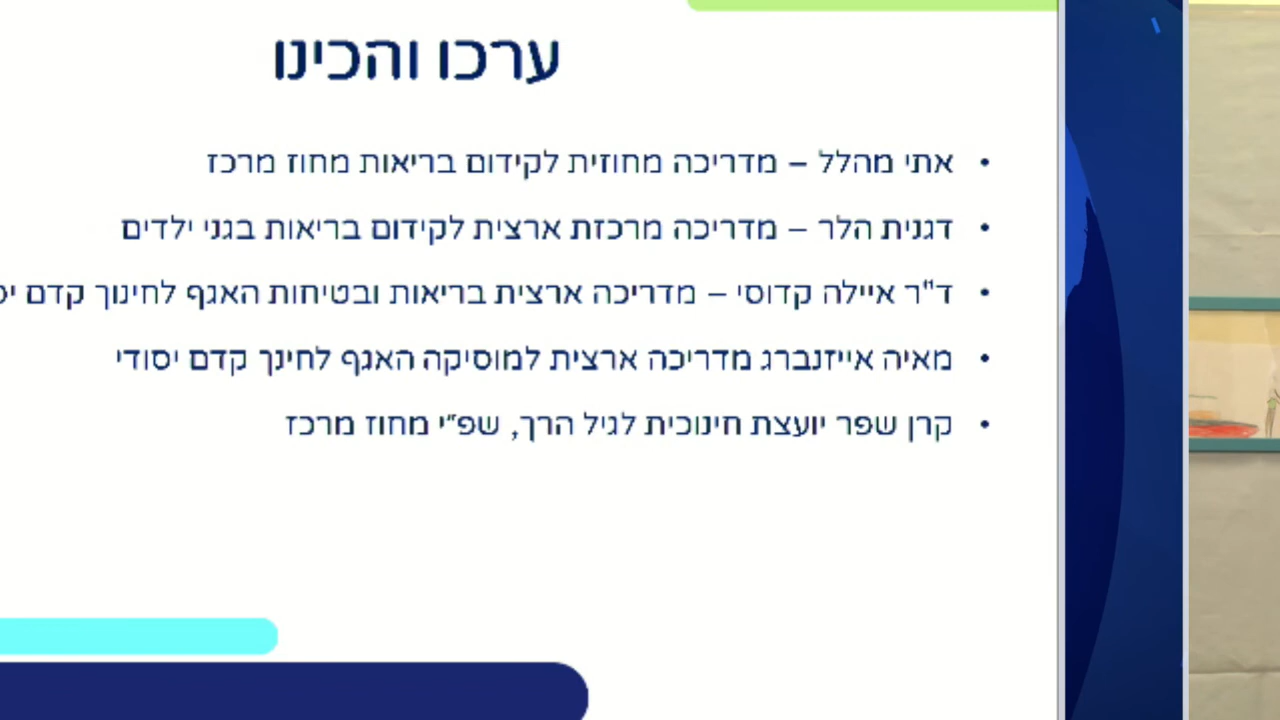 ערכו והכינו
• אתי מהלל – מדריכה מחוזית לקידום בריאות מחוז מרכז
• דגנית הלר – מדריכה מרכזת ארצית לקידום בריאות בגני ילדים
• ד"ר איילה קדוסי – מדריכה ארצית בריאות ובטיחות האגף לחינוך קדם
• מאיה אייזנברג מדריכה ארצית למוסיקה האגף לחינך קדם יסודי
• קרן שפר יועצת חינוכית לגיל הרך, שפ"י מחוז מרכז